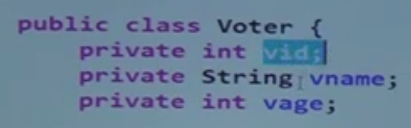 public class Voter {
private int vid;
private String vname;
private int vage;